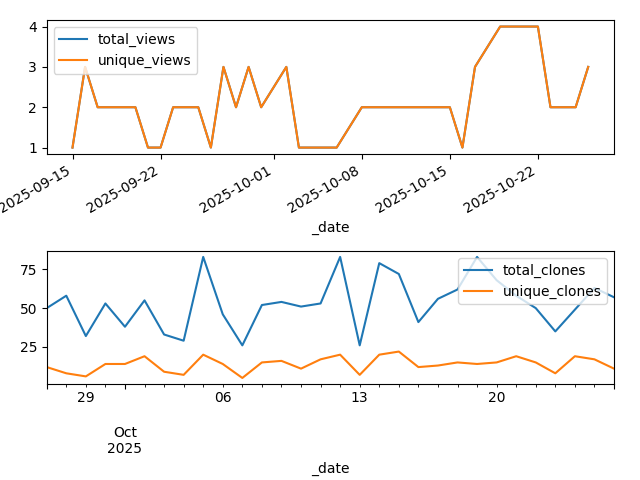 4
total_views
unique_views
3
2
1
2025-09-15
2025-09-22
2025-10-01
2025-10-08
2025-10-15
2025-10-22
_date
75
total_clones
unique_clones
50
25
29 06 13 20
Oct
2025
_date